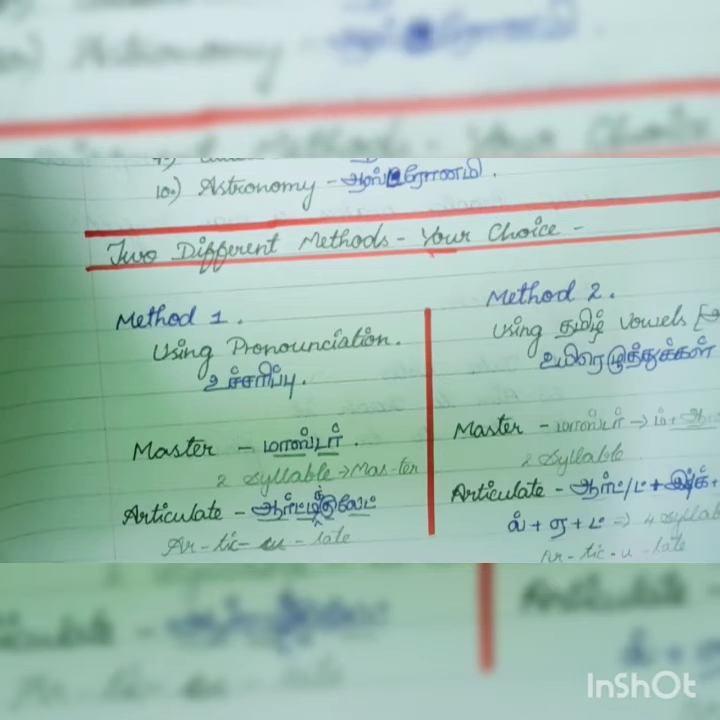 10.) Astronomy - ஆஸ்ரோனமி.
Two Different Methods - Your Choice -
Method 1.
Using Pronounciation.
உச்சரிப்பு.
Master - மாஸ்டர்.
2 Syllable → Mas-ter
Articulate -
Ar-tic-u-late
Method 2.
Using தமிழ் Vowels [அ
உயிரெழுத்துக்கள்
Master - மாஸ்டர் → ம் + ஆ
2 Syllable
Articulate - ஆர்ட்/ட் + இக் +
ல் + ஏ + ட் => 4 Sylla
Ar-tic-u-late
InShOt